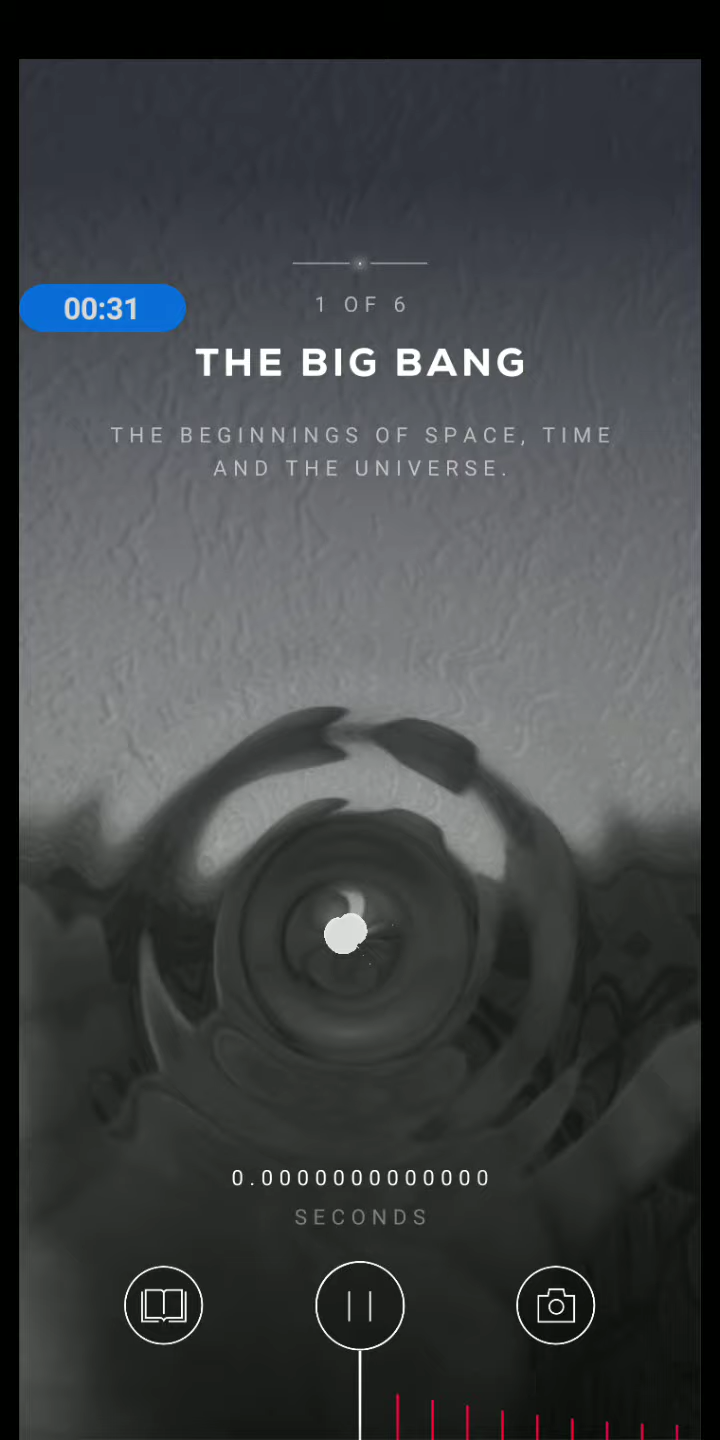 1 OF 6
00:31
THE BIG BANG
THE BEGINNINGS OF SPACE, TIME
AND THE UNIVERSE.
0.0000000000000
SECONDS